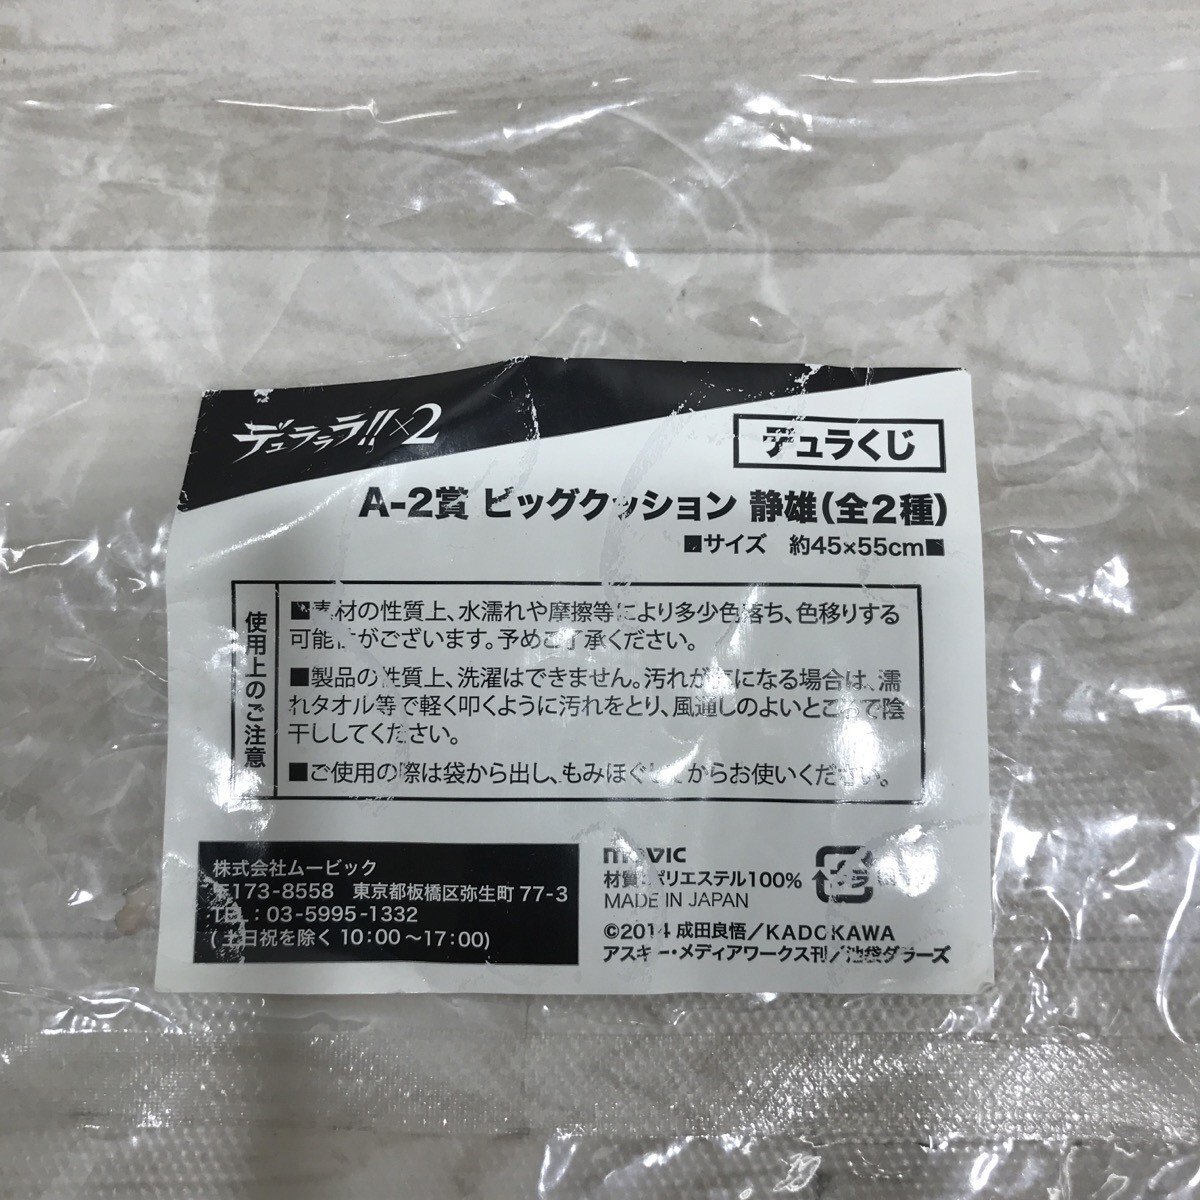 デュラララ!!×2
デュラくじ
A-2賞 ビッグクッション 静雄(全2種)
■サイズ 約45×55cm■
使用上のご注意
■素材の性質上、水濡れや摩擦等により多少色落ち、色移りする
可能性がございます。予めご了承ください。
■製品の性質上、洗濯はできません。汚れが気になる場合は、濡
れタオル等で軽く叩くように汚れをとり、風通しのよいところで陰
干ししてください。
■ご使用の際は袋から出し、もみほぐしてからお使いください。
株式会社ムービック
〒173-8558 東京都板橋区弥生町77-3
TEL:03-5995-1332
(土日祝を除く 10:00~17:00)
movic
材質:ポリエステル100%
MADE IN JAPAN
©2014 成田良悟/KADOKAWA
アスキー・メディアワークス刊/池袋ダラーズ